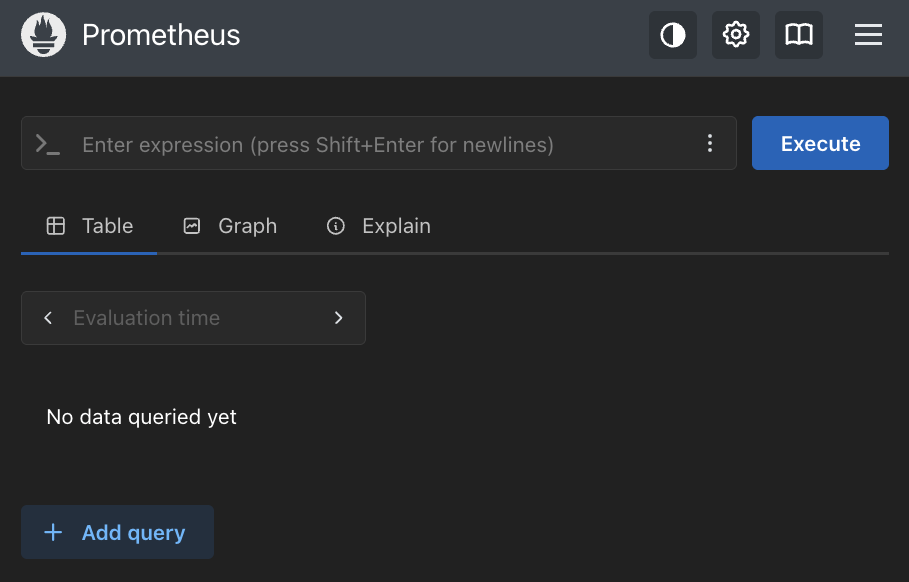 Prometheus
Enter expression (press Shift+Enter for newlines)
Execute
Table
Graph
Explain
Evaluation time
No data queried yet
Add query